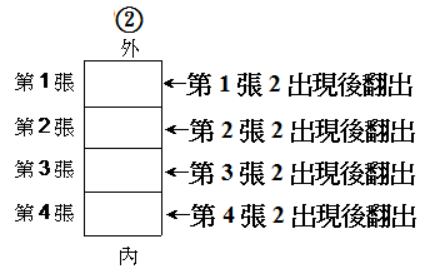 ②
外
第1張 ←第 1 張 2 出現後翻出
第2張 ←第 2 張 2 出現後翻出
第3張 ←第 3 張 2 出現後翻出
第4張 ←第 4 張 2 出現後翻出
內